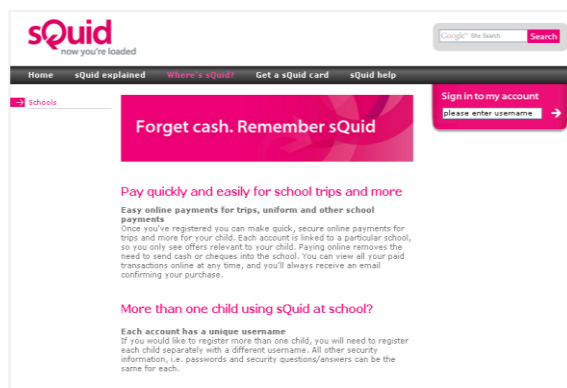 sQuid
now you're loaded
Google™ Site Search
Search
Home sQuid explained Where's sQuid? Get a sQuid card sQuid help
Schools
Sign in to my account
please enter username
Forget cash. Remember sQuid
Pay quickly and easily for school trips and more
Easy online payments for trips, uniform and other school
payments
Once you've registered you can make quick, secure online payments for
trips and more for your child. Each account is linked to a particular school,
so you only see offers relevant to your child. Paying online removes the
need to send cash or cheques into the school. You can view all your paid
transactions online at any time, and you'll always receive an email
confirming your purchase.
More than one child using sQuid at school?
Each account has a unique username
If you would like to register more than one child, you will need to register
each child separately with a different username. All other security
information, i.e. passwords and security questions/answers can be the
same for each.